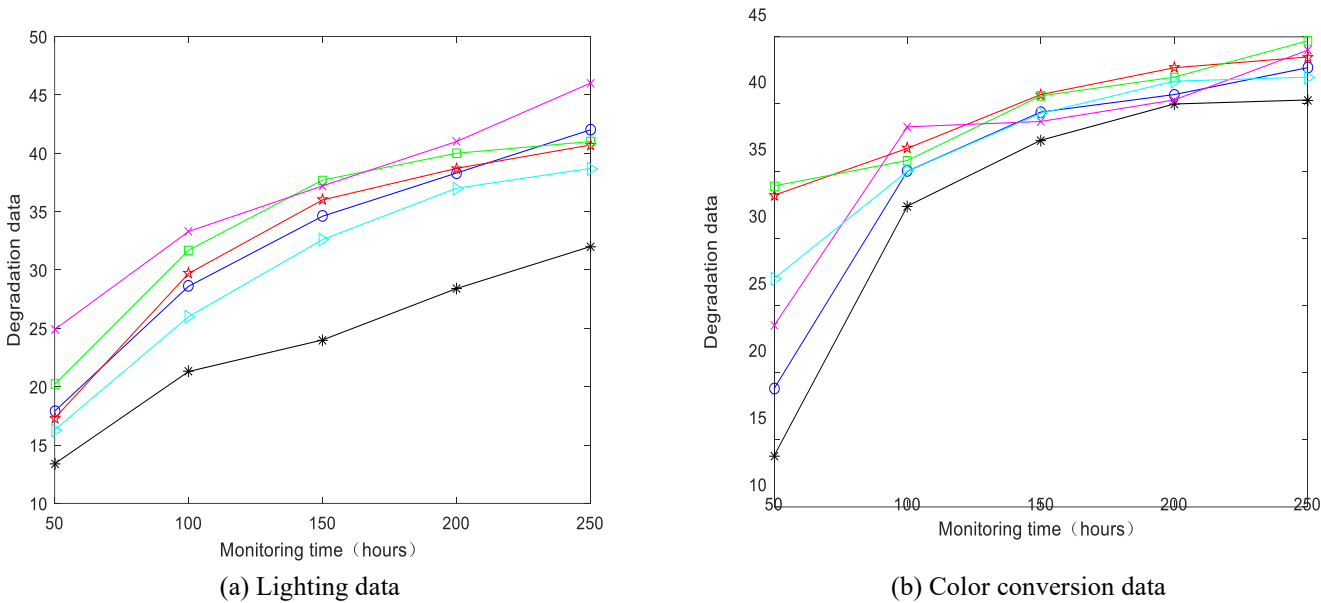 50
45
40
35
30
25
20
15
10
50 100 150 200 250
Degradation data
Monitoring time（hours）
(a) Lighting data
45
40
35
30
25
20
15
10
50 100 150 200 250
Degradation data
Monitoring time（hours）
(b) Color conversion data